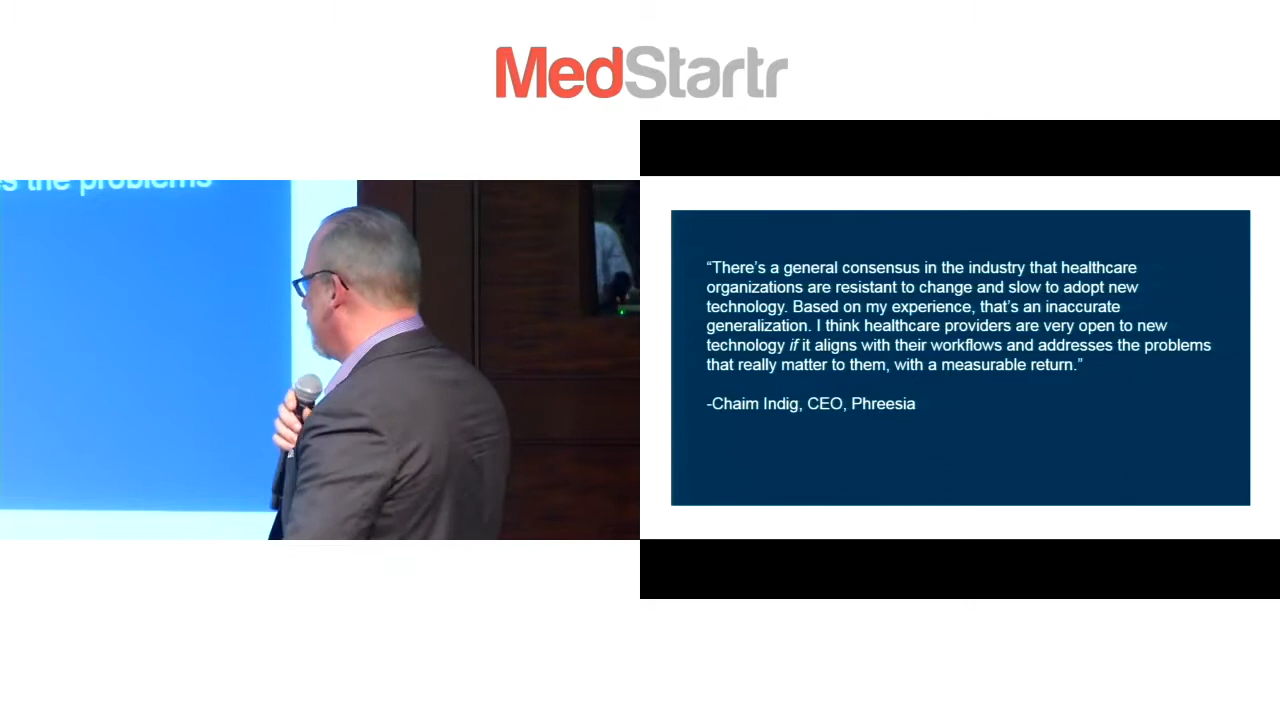 MedStartr
s the problems
“There’s a general consensus in the industry that healthcare
organizations are resistant to change and slow to adopt new
technology. Based on my experience, that’s an inaccurate
generalization. I think healthcare providers are very open to new
technology if it aligns with their workflows and addresses the problems
that really matter to them, with a measurable return.”
-Chaim Indig, CEO, Phreesia